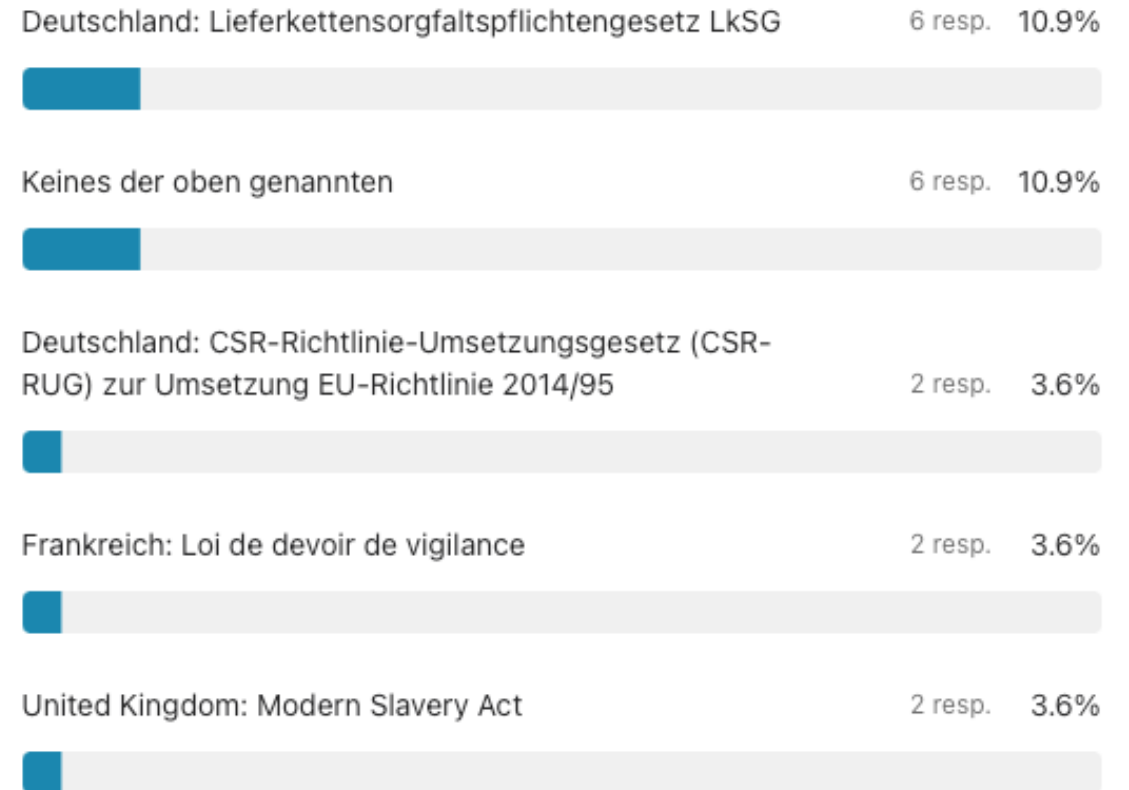 Deutschland: Lieferkettensorgfaltspflichtengesetz LkSG 6 resp. 10.9%
Keines der oben genannten 6 resp. 10.9%
Deutschland: CSR-Richtlinie-Umsetzungsgesetz (CSR-
RUG) zur Umsetzung EU-Richtlinie 2014/95 2 resp. 3.6%
Frankreich: Loi de devoir de vigilance 2 resp. 3.6%
United Kingdom: Modern Slavery Act 2 resp. 3.6%